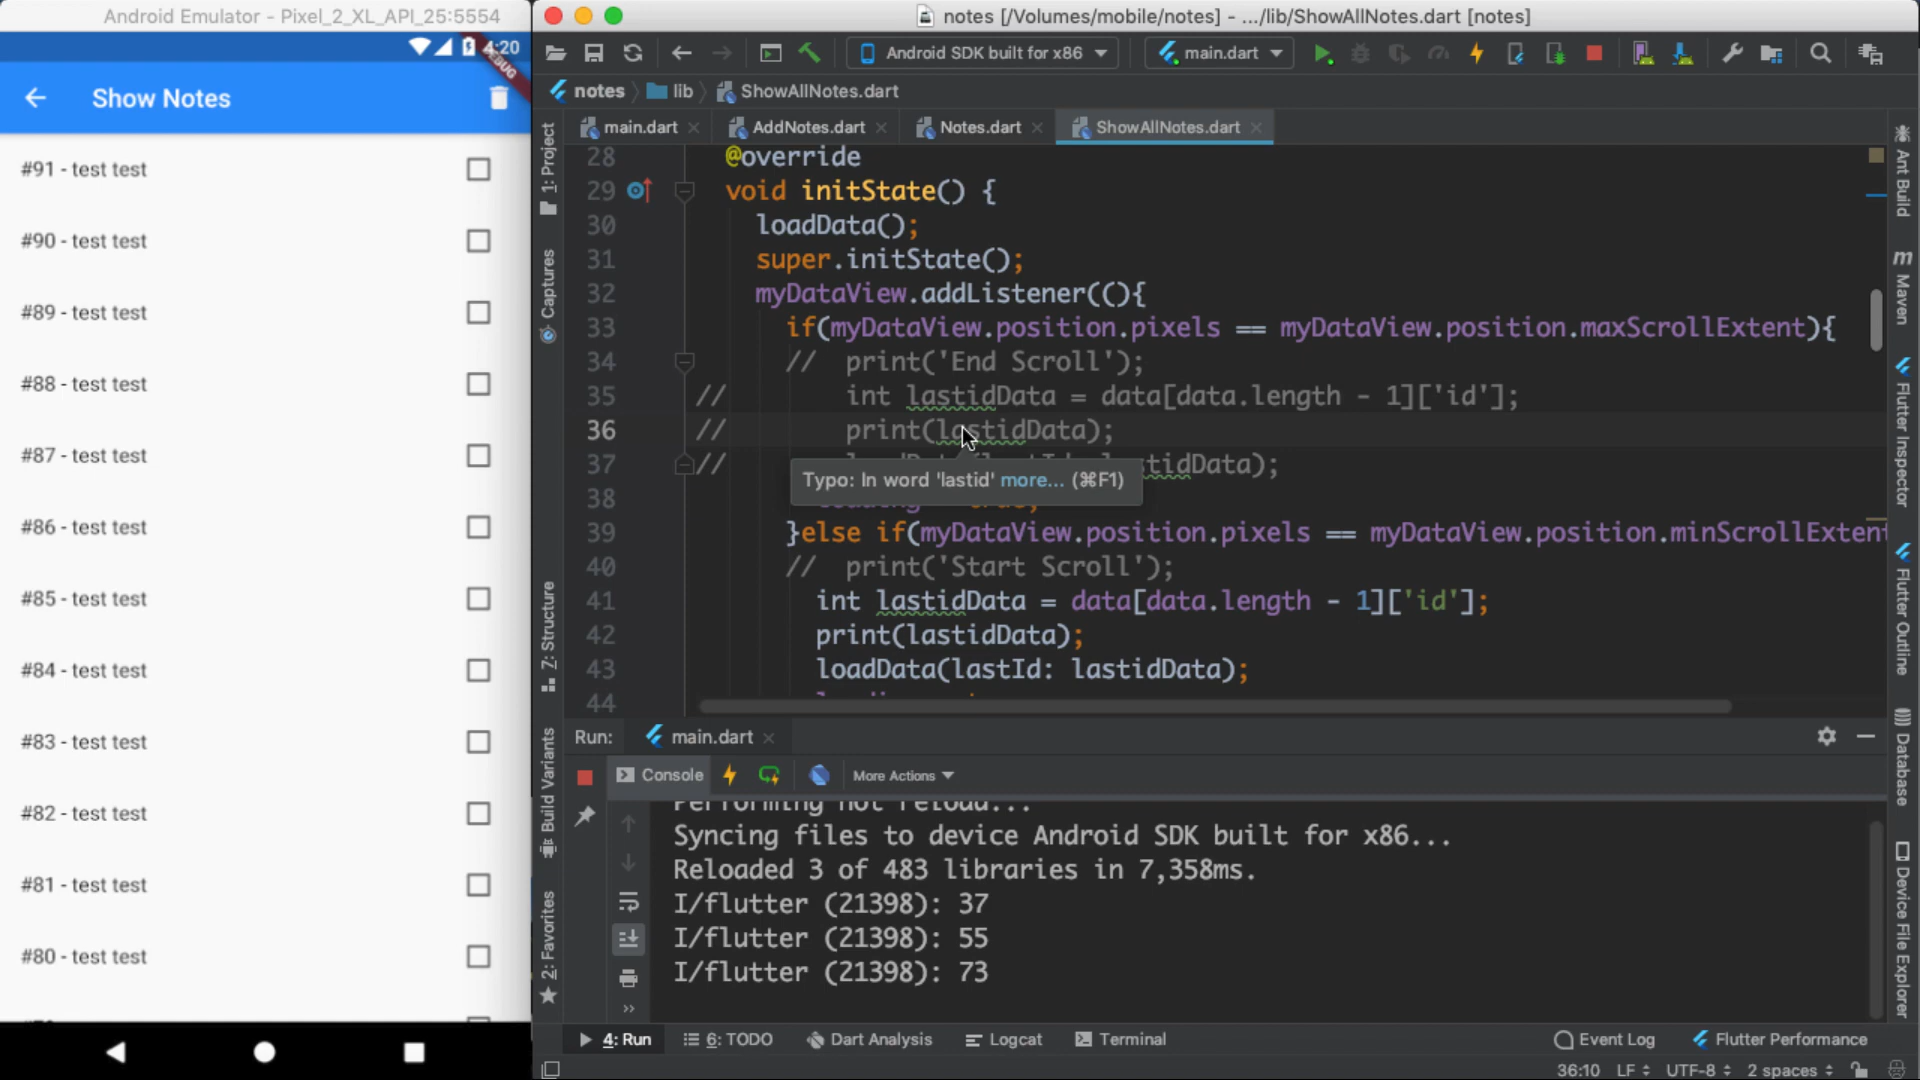 Android Emulator - Pixel_2_XL_API_25:5554
4:20
DEBUG
Show Notes
#91 - test test
#90 - test test
#89 - test test
#88 - test test
#87 - test test
#86 - test test
#85 - test test
#84 - test test
#83 - test test
#82 - test test
#81 - test test
#80 - test test
notes [/Volumes/mobile/notes] - .../lib/ShowAllNotes.dart [notes]
Android SDK built for x86
main.dart
notes
lib
ShowAllNotes.dart
main.dart
AddNotes.dart
Notes.dart
ShowAllNotes.dart
1: Project
Captures
7: Structure
Build Variants
2: Favorites
28 @override
29 void initState() {
30 loadData();
31 super.initState();
32 myDataView.addListener((){
33 if(myDataView.position.pixels == myDataView.position.maxScrollExtent){
34 // print('End Scroll');
35 // int lastidData = data[data.length - 1]['id'];
36 // print(lastidData);
37 // stidData);
Typo: In word 'lastid' more... (⌘F1)
38
39 }else if(myDataView.position.pixels == myDataView.position.minScrollExtent
40 // print('Start Scroll');
41 int lastidData = data[data.length - 1]['id'];
42 print(lastidData);
43 loadData(lastId: lastidData);
44
Ant Build
Maven
Flutter Inspector
Flutter Outline
Database
Device File Explorer
Run:
main.dart
Console
More Actions
Performing hot reload...
Syncing files to device Android SDK built for x86...
Reloaded 3 of 483 libraries in 7,358ms.
I/flutter (21398): 37
I/flutter (21398): 55
I/flutter (21398): 73
4: Run
6: TODO
Dart Analysis
Logcat
Terminal
Event Log
Flutter Performance
36:10
LF
UTF-8
2 spaces